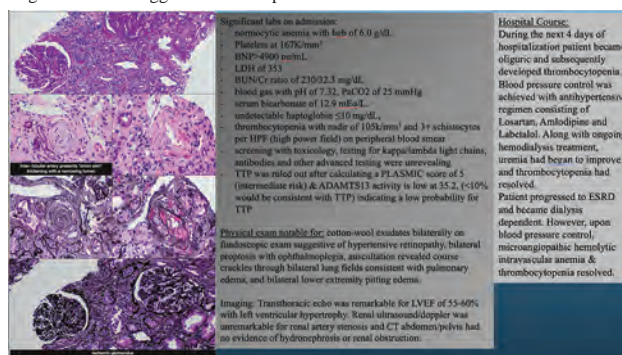 Significant labs on admission:
- normocytic anemia with hgb of 6.0 g/dL
- Platelets at 167K/mm³
- BNP>4900 pg/mL
- LDH of 353
- BUN/Cr ratio of 230/32.3 mg/dL
- blood gas with pH of 7.32, PaCO2 of 25 mmHg
- serum bicarbonate of 12.9 mEq/L
- undetectable haptoglobin ≤10 mg/dL,
- thrombocytopenia with nadir of 105k/mm³ and 3+ schistocytes
per HPF (high power field) on peripheral blood smear
- screening with toxicology, testing for kappa/lambda light chains,
antibodies and other advanced testing were unrevealing
- TTP was ruled out after calculating a PLASMIC score of 5
(intermediate risk) & ADAMTS13 activity is low at 35.2, (<10%
would be consistent with TTP) indicating a low probability for
TTP
Physical exam notable for: cotton-wool exudates bilaterally on
fundoscopic exam suggestive of hypertensive retinopathy, bilateral
proptosis with ophthalmoplegia, auscultation revealed course
crackles through bilateral lung fields consistent with pulmonary
edema, and bilateral lower extremity pitting edema.
Imaging: Transthoracic echo was remarkable for LVEF of 55-60%
with left ventricular hypertrophy. Renal ultrasound/doppler was
unremarkable for renal artery stenosis and CT abdomen/pelvis had
no evidence of hydronephrosis or renal obstruction.
Hospital Course:
During the next 4 days of
hospitalization patient became
oliguric and subsequently
developed thrombocytopenia.
Blood pressure control was
achieved with antihypertensive
regimen consisting of
Losartan, Amlodipine and
Labetalol. Along with ongoing
hemodialysis treatment,
uremia had began to improve
and thrombocytopenia had
resolved.
Patient progressed to ESRD
and became dialysis
dependent. However, upon
blood pressure control,
microangiopathic hemolytic
intravascular anemia &
thrombocytopenia resolved.